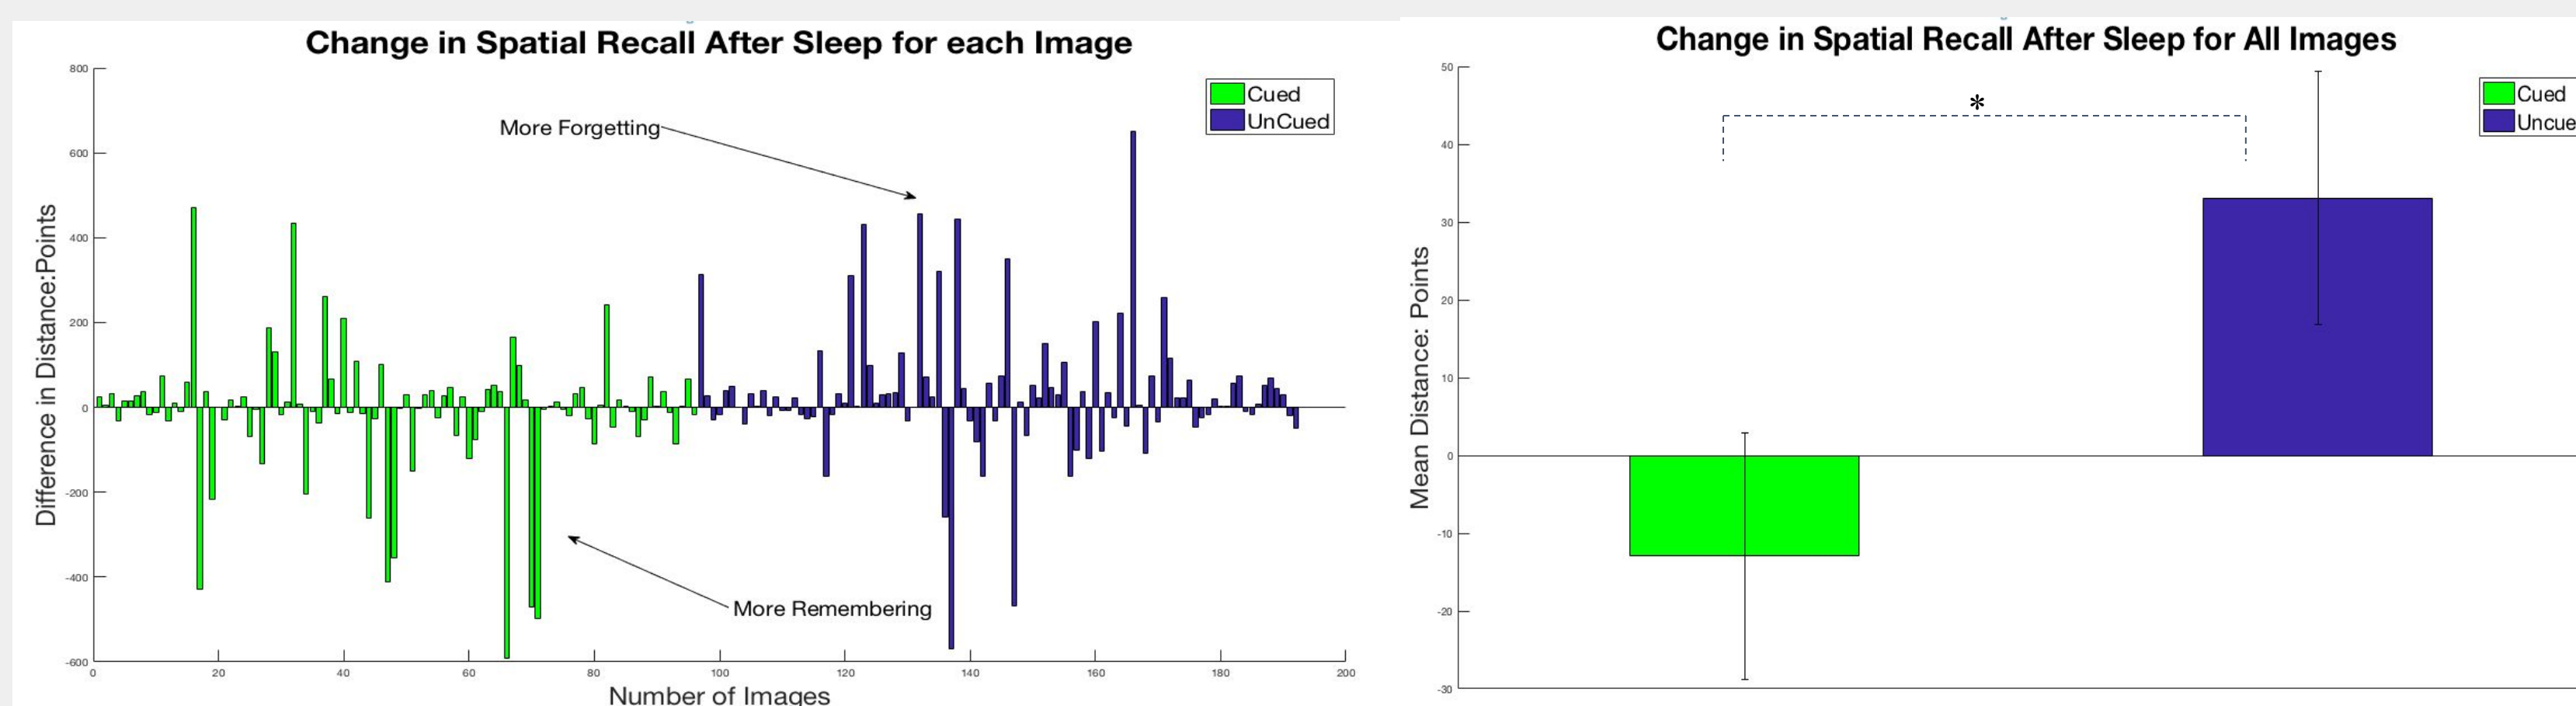 Change in Spatial Recall After Sleep for each Image
800
600
400
200
0
-200
-400
-600
Difference in Distance:Points
More Forgetting
More Remembering
Cued
UnCued
0 20 40 60 80 100 120 140 160 180 200
Number of Images
Change in Spatial Recall After Sleep for All Images
50
40
30
20
10
0
-10
-20
-30
Mean Distance: Points
*
Cued
Uncue